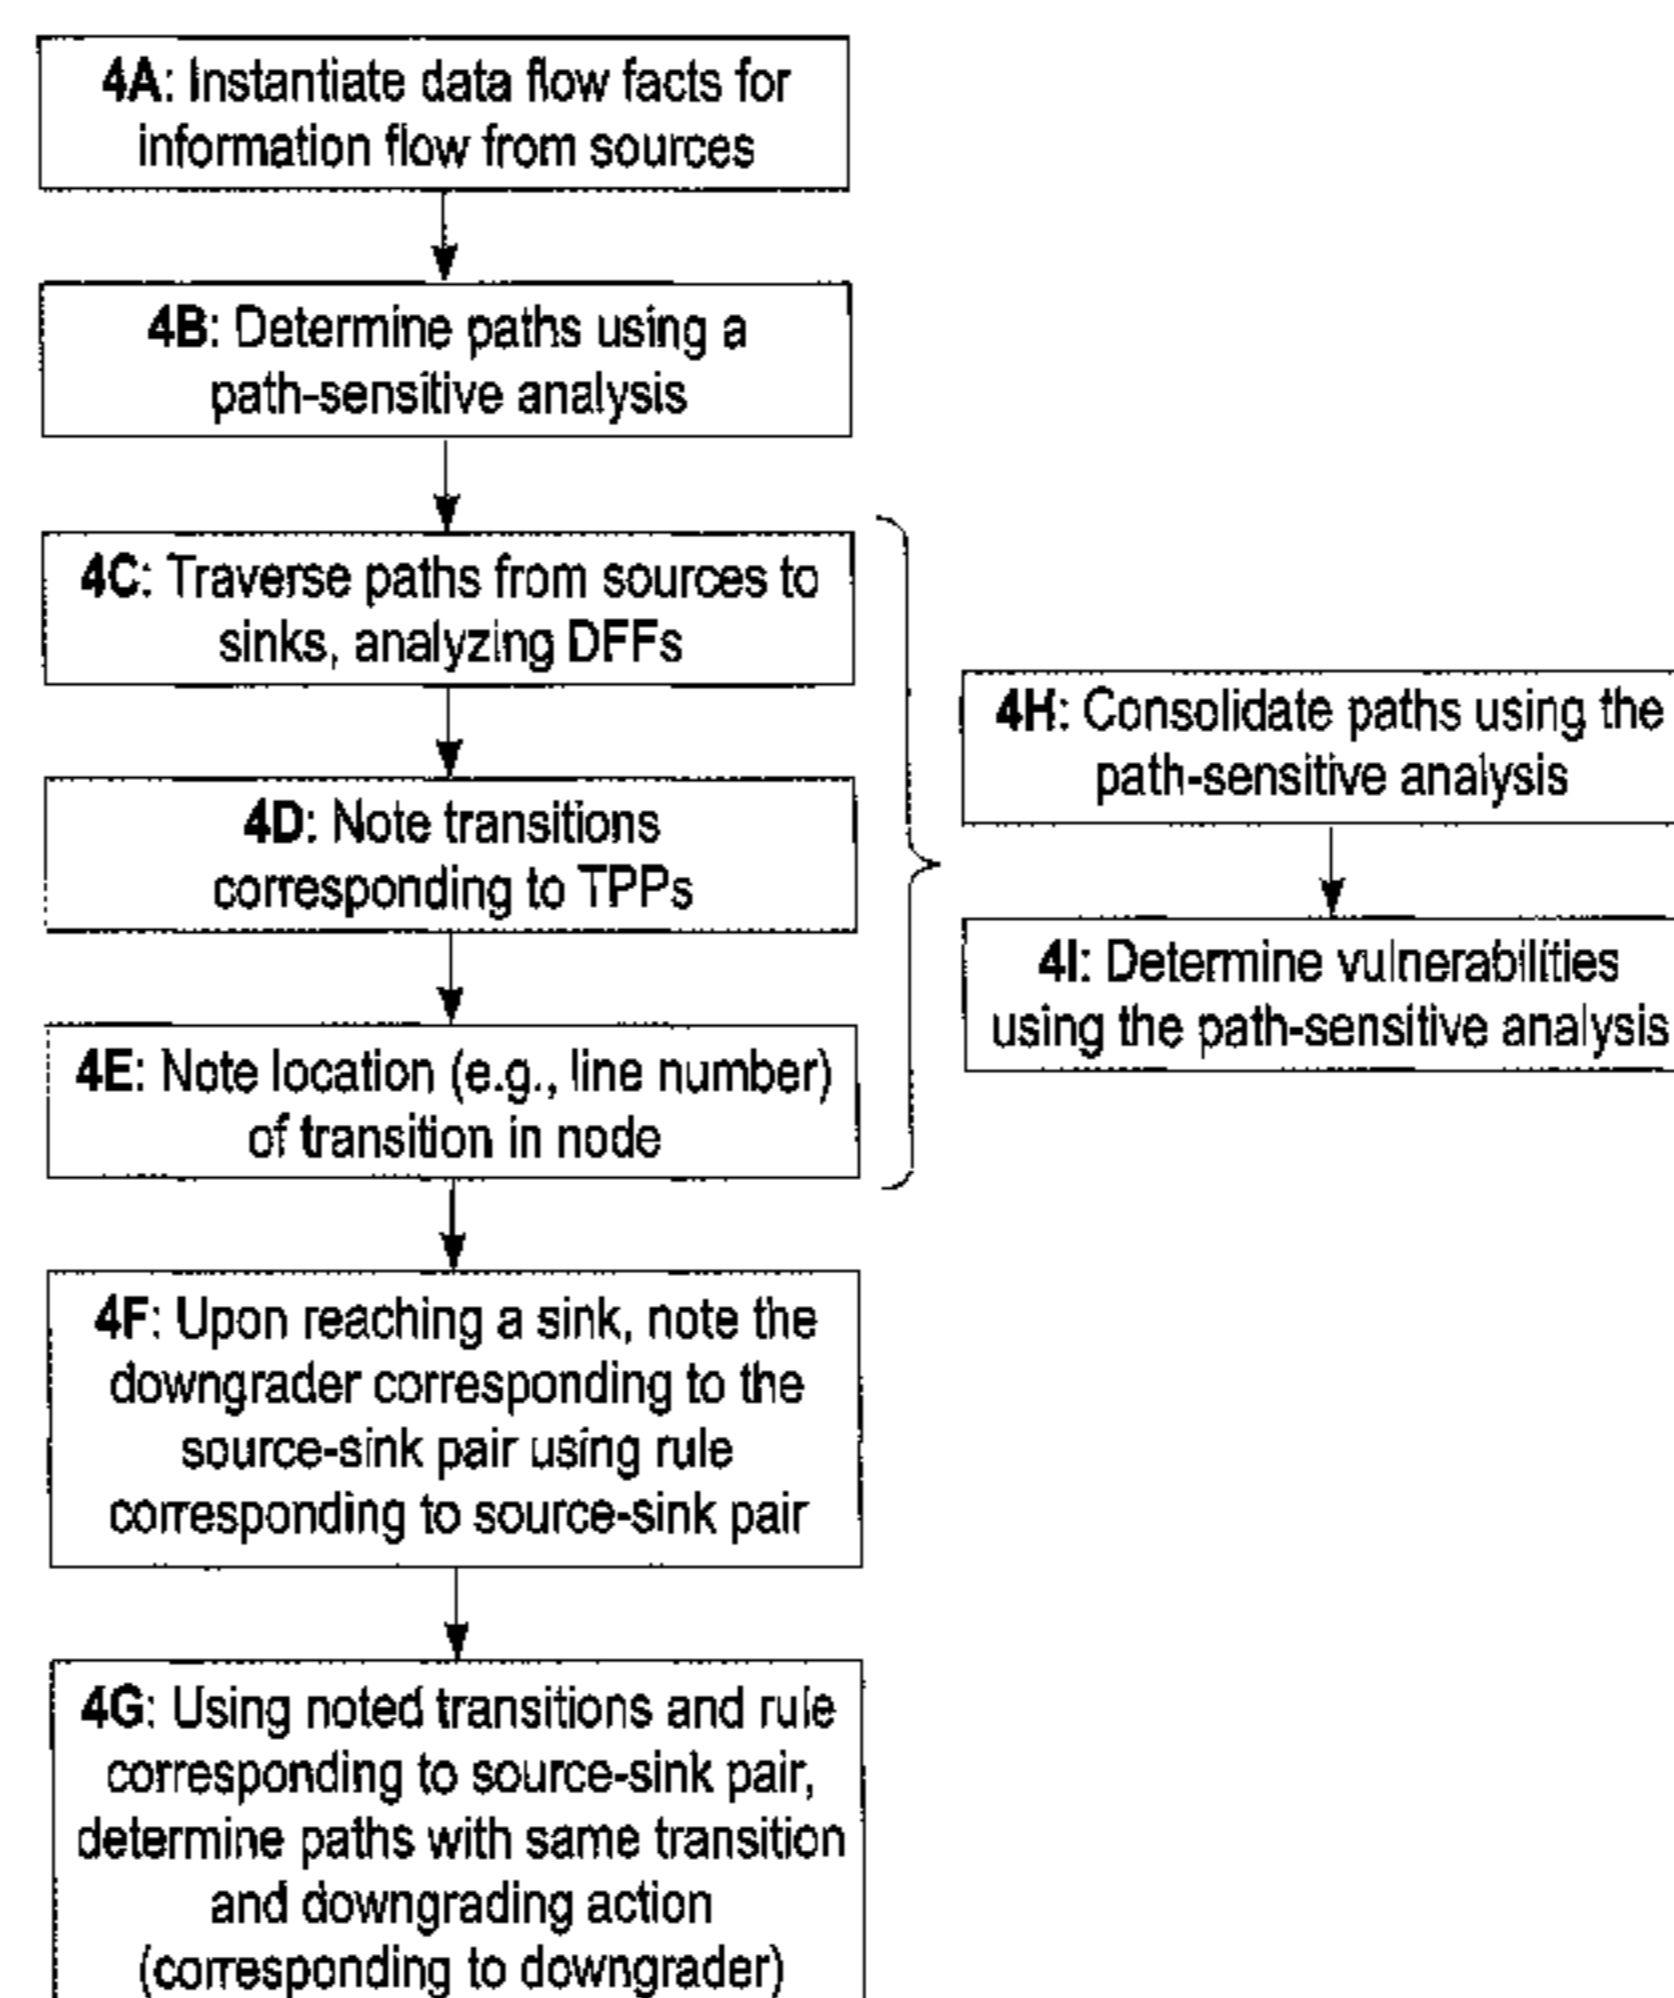 4A: Instantiate data flow facts for
information flow from sources
4B: Determine paths using a
path-sensitive analysis
4C: Traverse paths from sources to
sinks, analyzing DFFs
4D: Note transitions
corresponding to TPPs
4E: Note location (e.g., line number)
of transition in node
4F: Upon reaching a sink, note the
downgrader corresponding to the
source-sink pair using rule
corresponding to source-sink pair
4G: Using noted transitions and rule
corresponding to source-sink pair,
determine paths with same transition
and downgrading action
(corresponding to downgrader)
4H: Consolidate paths using the
path-sensitive analysis
4I: Determine vulnerabilities
using the path-sensitive analysis